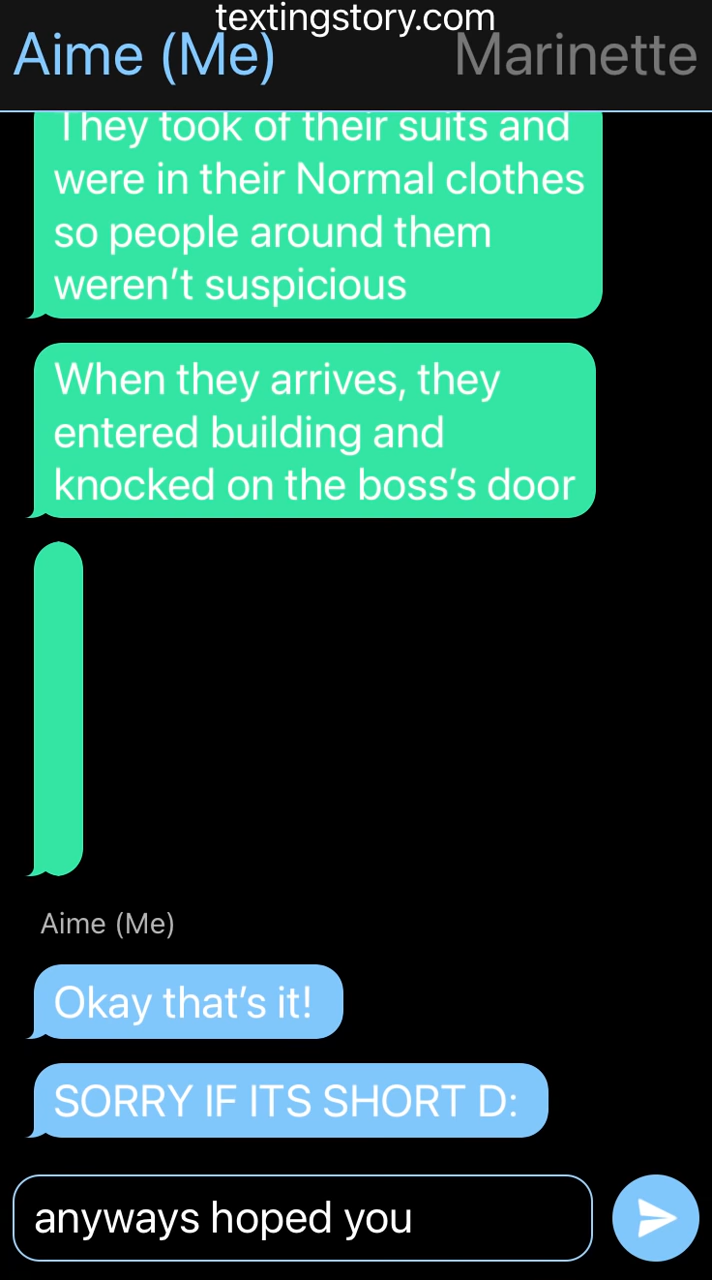 textingstory.com
Aime (Me) Marinette
They took of their suits and
were in their Normal clothes
so people around them
weren’t suspicious
When they arrives, they
entered building and
knocked on the boss’s door
Aime (Me)
Okay that’s it!
SORRY IF ITS SHORT D:
anyways hoped you